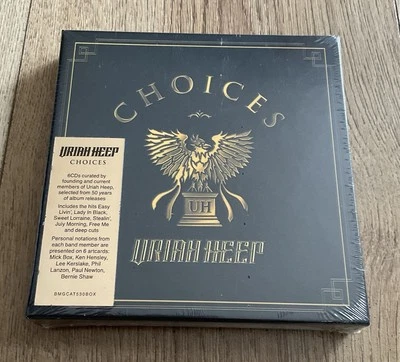 CHOICES
UH
URIAH HEEP
URIAH HEEP
CHOICES
6CDs curated by
founding and current
members of Uriah Heep,
selected from 50 years
of album releases
Includes the hits Easy
Livin', Lady In Black,
Sweet Lorraine, Stealin',
July Morning, Free Me
and deep cuts
Personal notations from
each band member are
presented on 6 artcards:
Mick Box, Ken Hensley,
Lee Kerslake, Phil
Lanzon, Paul Newton,
Bernie Shaw
BMGCAT530BOX